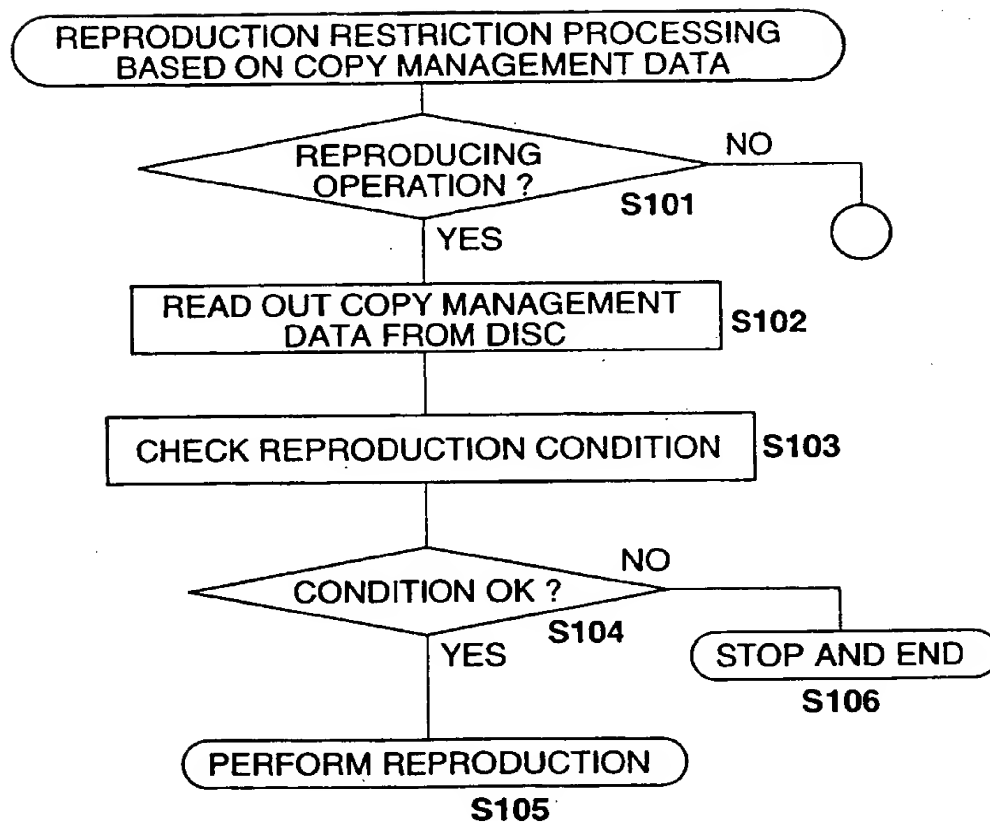 REPRODUCTION RESTRICTION PROCESSING
BASED ON COPY MANAGEMENT DATA
REPRODUCING
OPERATION ?
NO
S101
YES
READ OUT COPY MANAGEMENT
DATA FROM DISC
S102
CHECK REPRODUCTION CONDITION
S103
CONDITION OK ?
NO
S104
YES
STOP AND END
S106
PERFORM REPRODUCTION
S105